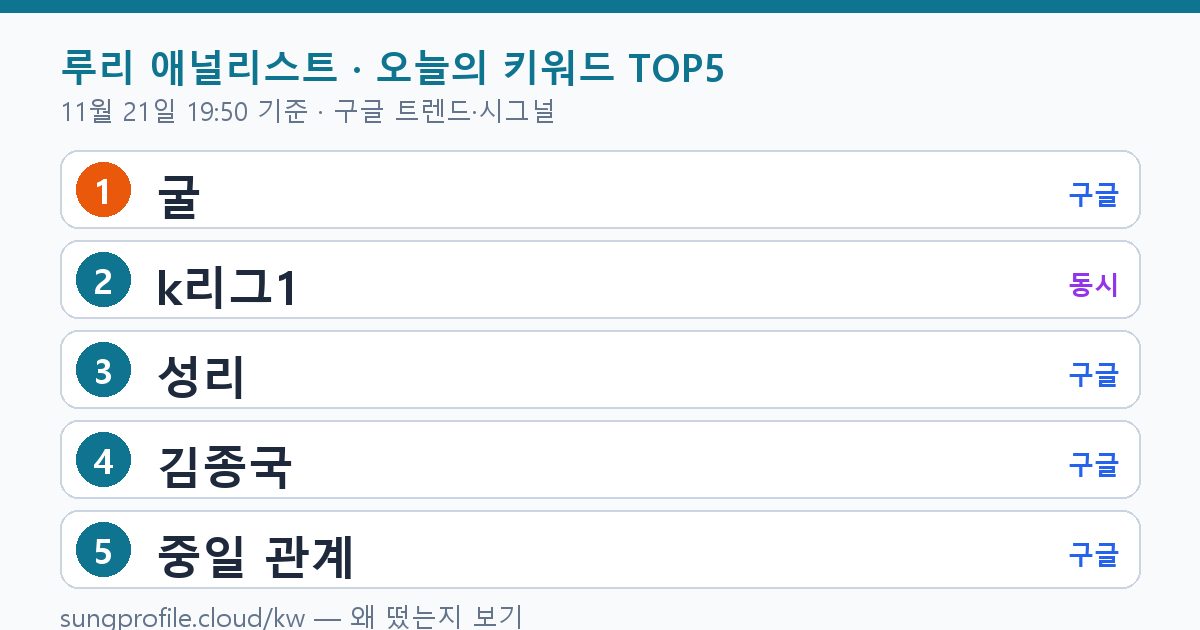 루리 애널리스트 · 오늘의 키워드 TOP5
11월 21일 19:50 기준 · 구글 트렌드·시그널
1 굴 구글
2 k리그1 동시
3 성리 구글
4 김종국 구글
5 중일 관계 구글
sungprofile.cloud/kw — 왜 떴는지 보기